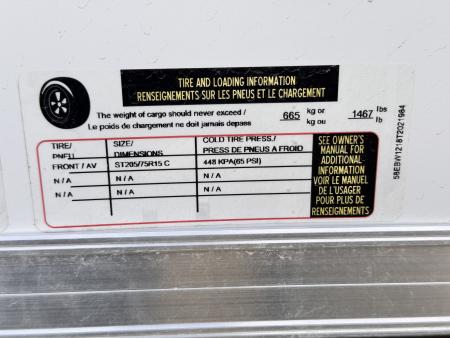 TIRE AND LOADING INFORMATION
RENSEIGNEMENTS SUR LES PNEUS ET LE CHARGEMENT
The weight of cargo should never exceed / 665 kg or 1467 lbs
Le poids de chargement ne doit jamais depass kg ou lb
TIRE/ SIZE/ COLD TIRE PRESS./
PNEU DIMENSIONS PRESS DE PNEUS A FROID
FRONT / AV ST205/75R15 C 448 KPA(65 PSI)
N / A N / A N / A
N / A N / A N / A
SEE OWNER'S
MANUAL FOR
ADDITIONAL
INFORMATION
VOIR LE MANUEL
DE L'USAGER
POUR PLUS DE
RENSEIGNEMENTS